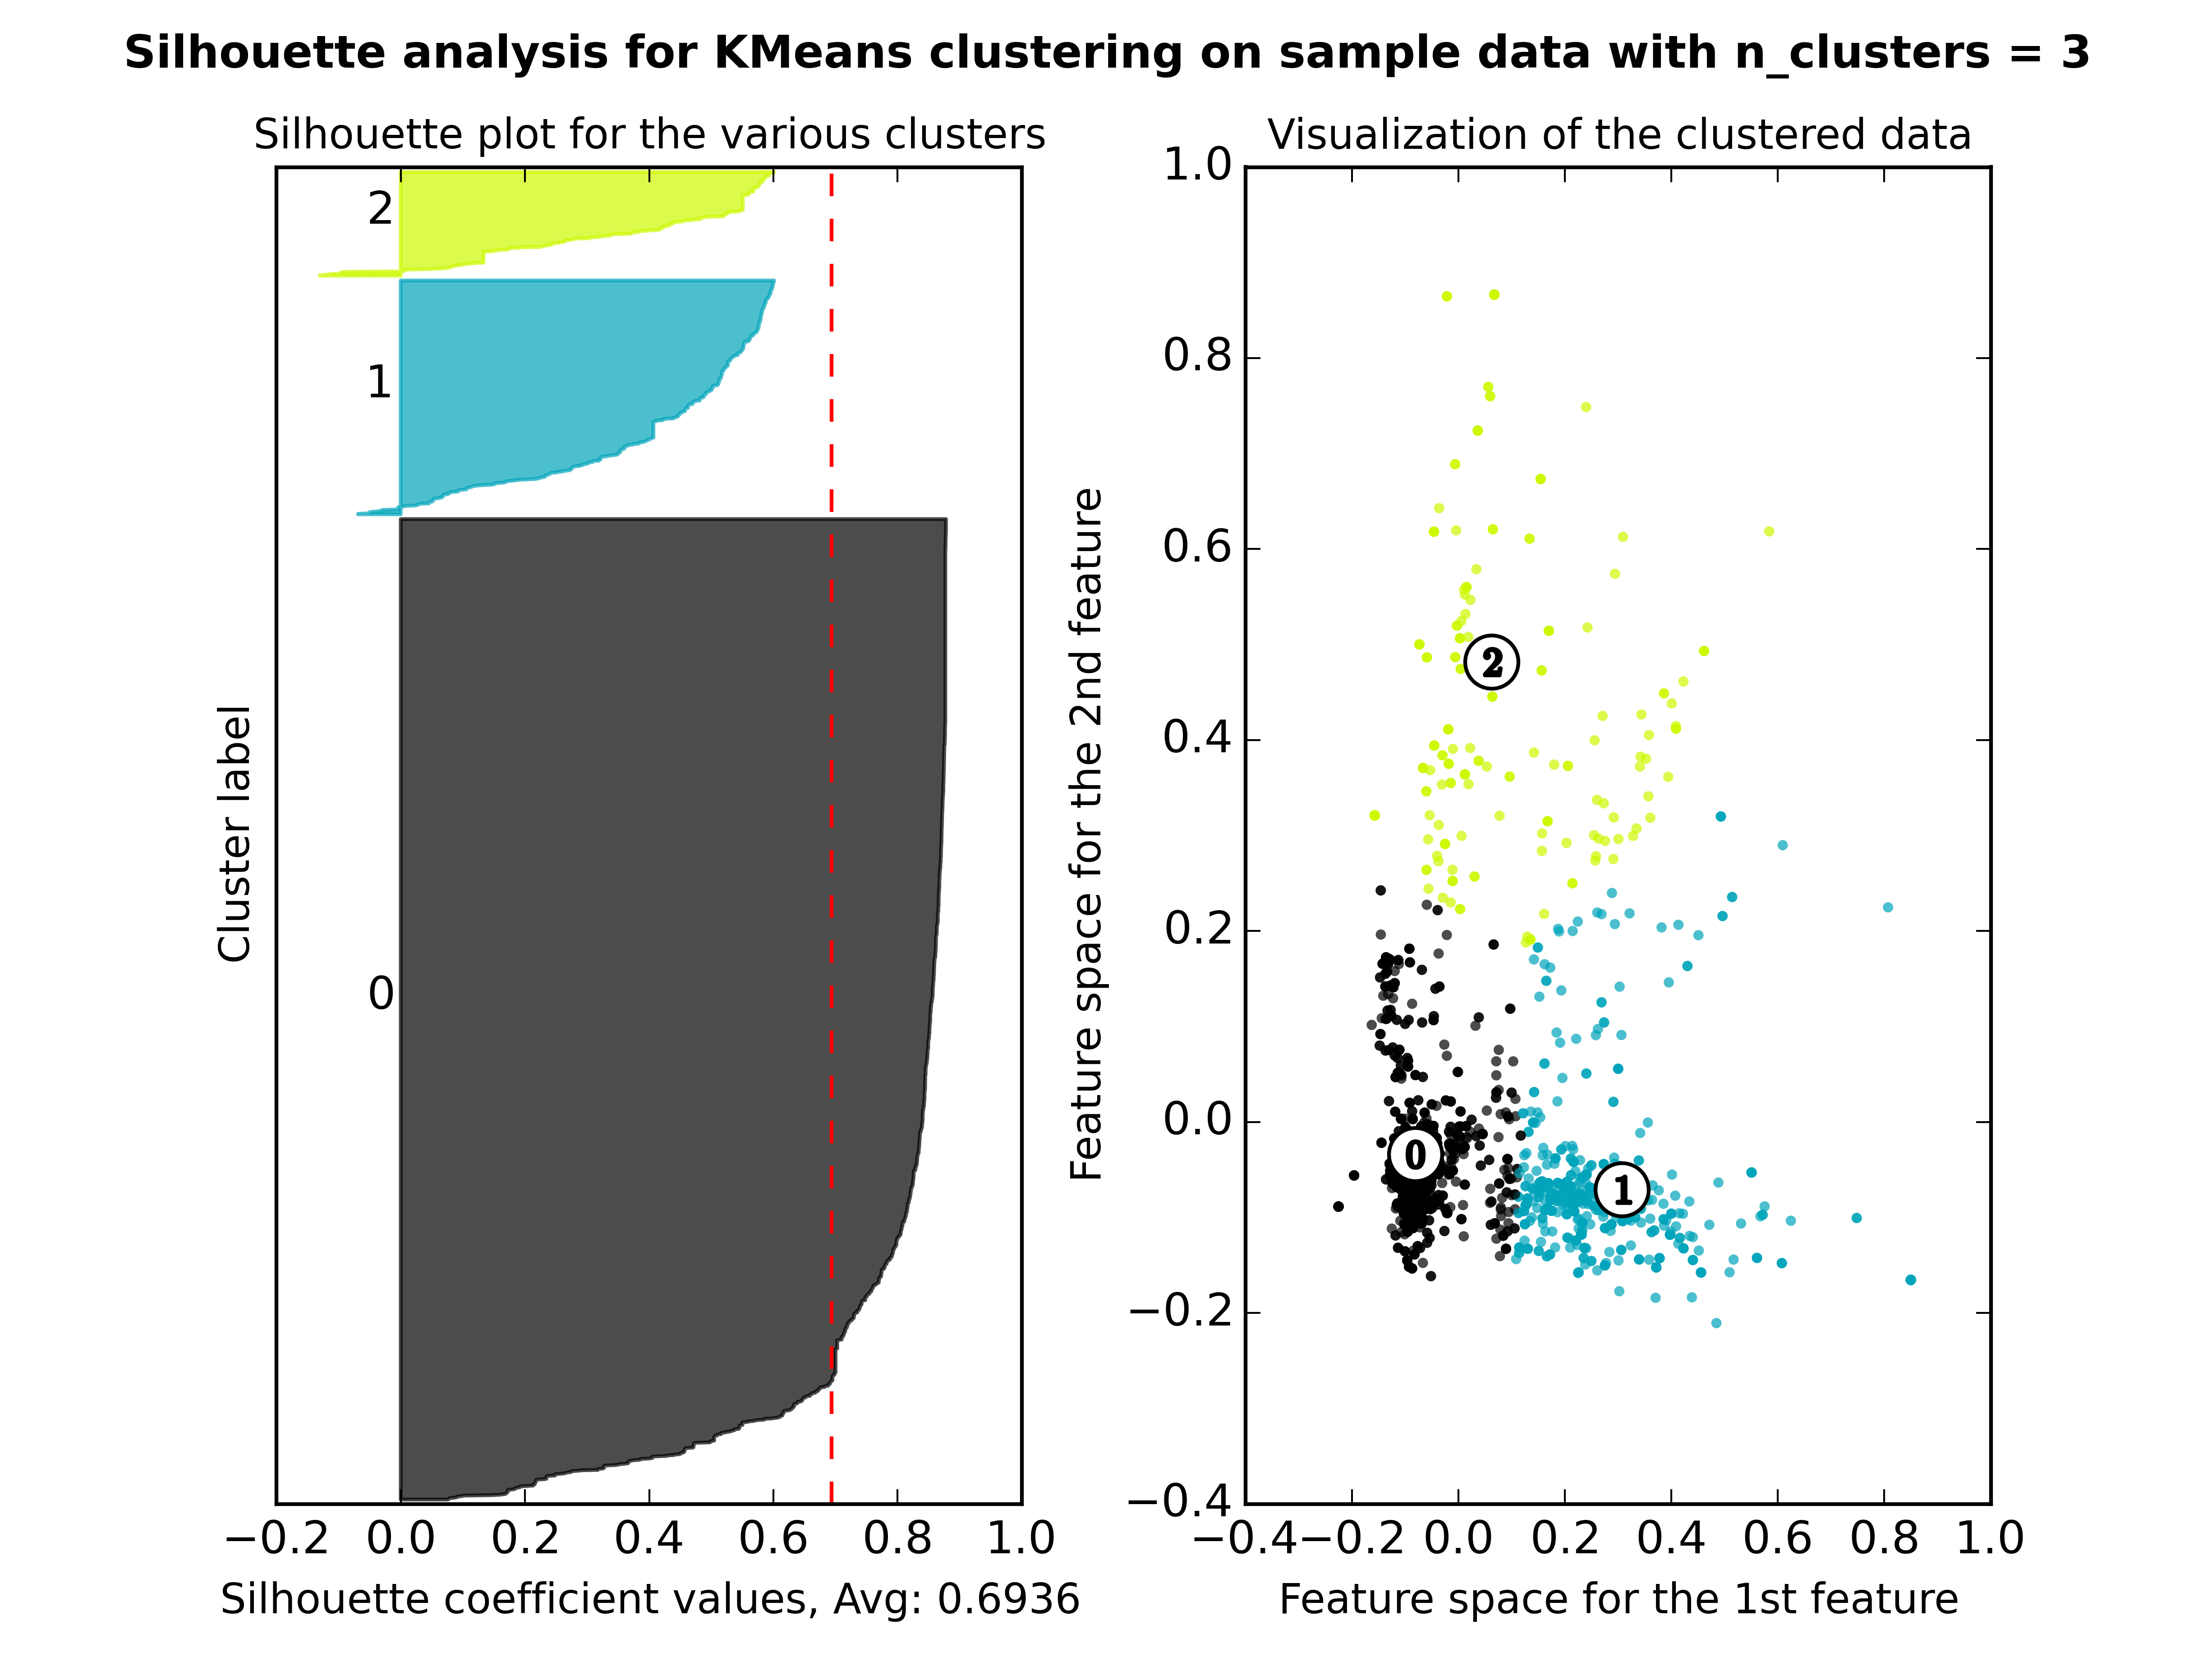 Silhouette analysis for KMeans clustering on sample data with n_clusters = 3
Silhouette plot for the various clusters
2
1
0
Cluster label
−0.2 0.0 0.2 0.4 0.6 0.8 1.0
Silhouette coefficient values, Avg: 0.6936
Visualization of the clustered data
1.0
0.8
0.6
0.4
0.2
0.0
−0.2
−0.4
Feature space for the 2nd feature
2
0
1
−0.4 −0.2 0.0 0.2 0.4 0.6 0.8 1.0
Feature space for the 1st feature